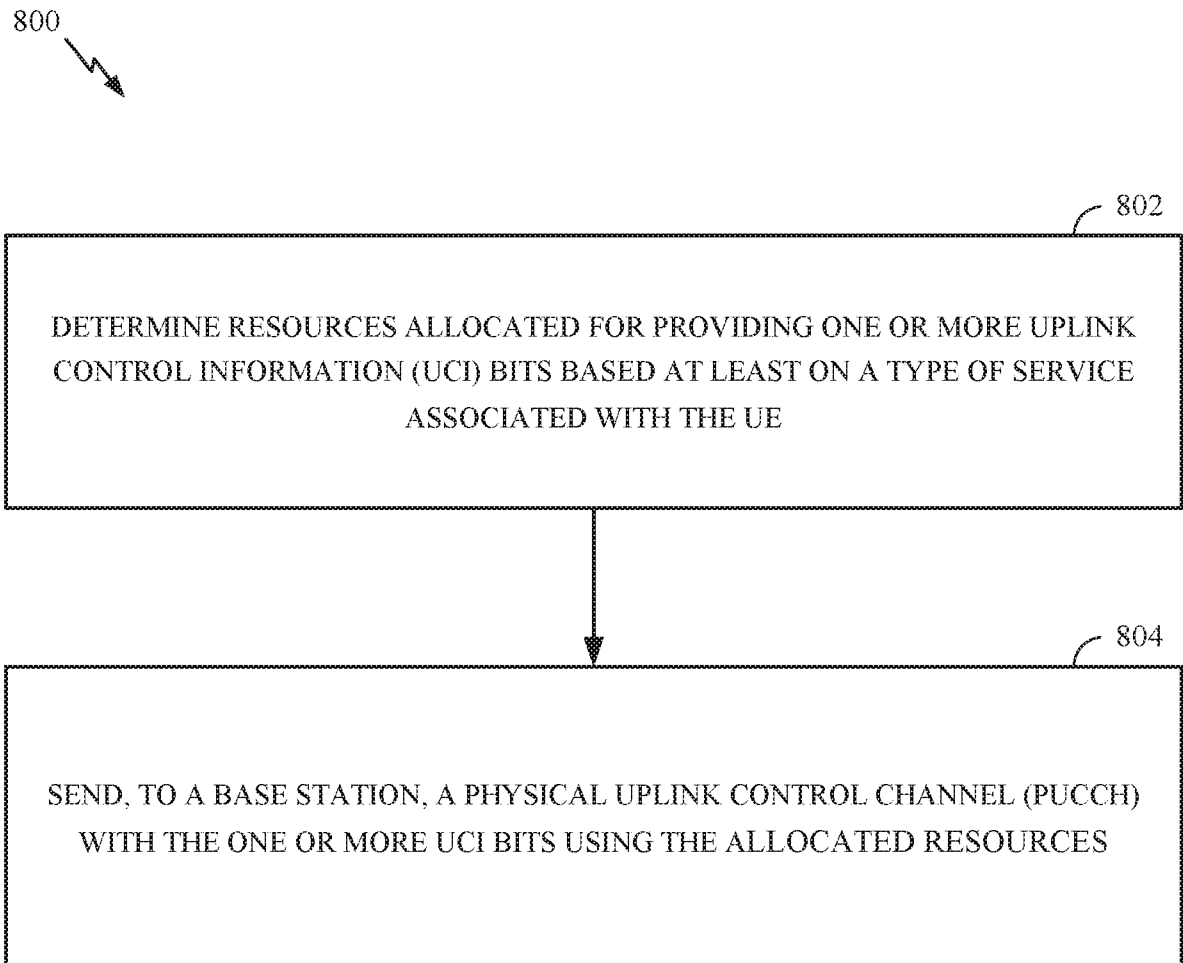 800
802
DETERMINE RESOURCES ALLOCATED FOR PROVIDING ONE OR MORE UPLINK
CONTROL INFORMATION (UCI) BITS BASED AT LEAST ON A TYPE OF SERVICE
ASSOCIATED WITH THE UE
804
SEND, TO A BASE STATION, A PHYSICAL UPLINK CONTROL CHANNEL (PUCCH)
WITH THE ONE OR MORE UCI BITS USING THE ALLOCATED RESOURCES